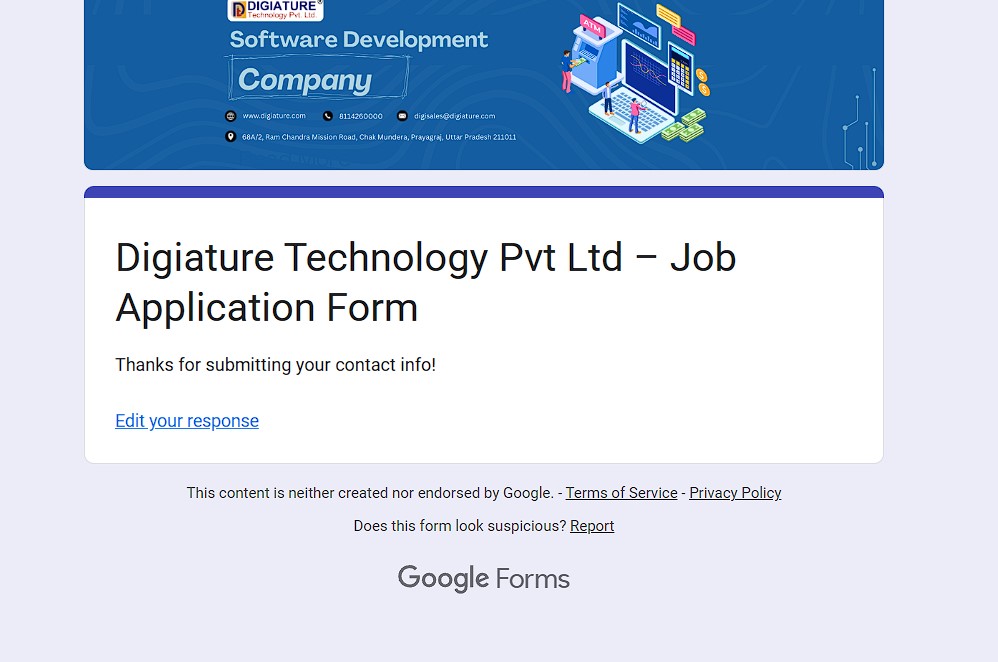 DIGIATURE®
Technology Pvt. Ltd.
Software Development
Company
www.digiature.com 8114260000 digisales@digiature.com
68A/2, Ram Chandra Mission Road, Chak Mundera, Prayagraj, Uttar Pradesh 211011
ATM
Digiature Technology Pvt Ltd – Job
Application Form
Thanks for submitting your contact info!
Edit your response
This content is neither created nor endorsed by Google. - Terms of Service - Privacy Policy
Does this form look suspicious? Report
Google Forms